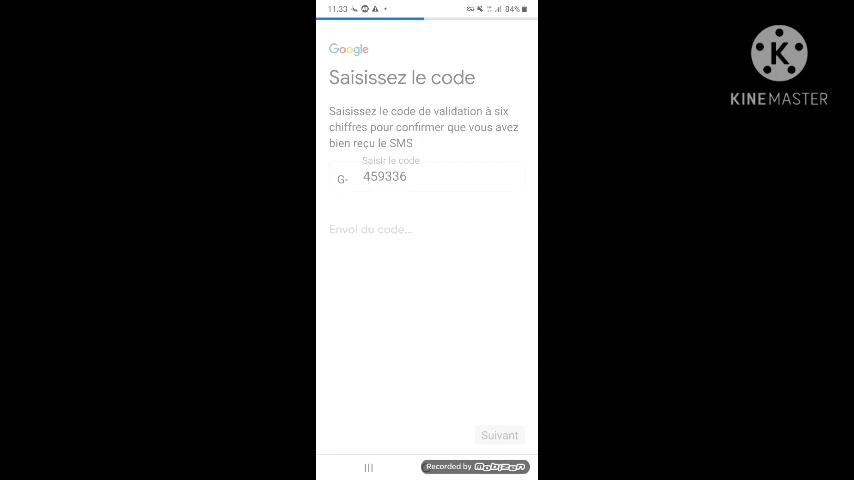 11:33
84%
Google
Saisissez le code
Saisissez le code de validation à six
chiffres pour confirmer que vous avez
bien reçu le SMS
Saisir le code
G- 459336
Envoi du code...
Suivant
Recorded by mobizen
K
KINEMASTER